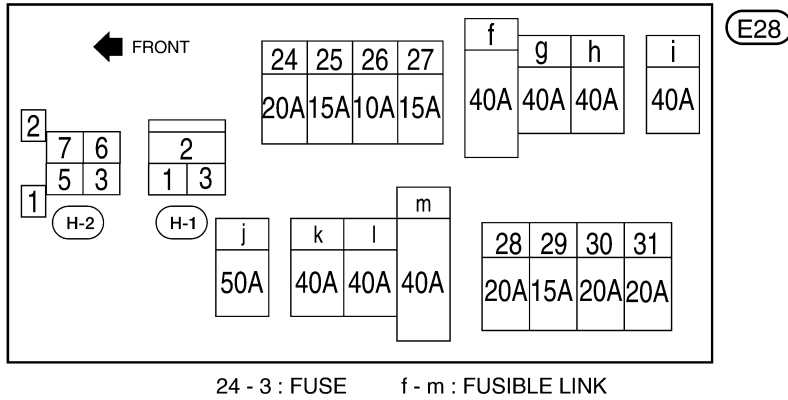 E28
FRONT
f
g h i
24 25 26 27
40A 40A 40A 40A
20A 15A 10A 15A
2
7 6 2
5 3 1 3
1
H-2 H-1
m
j k l
28 29 30 31
50A 40A 40A 40A
20A 15A 20A 20A
24 - 3 : FUSE f - m : FUSIBLE LINK